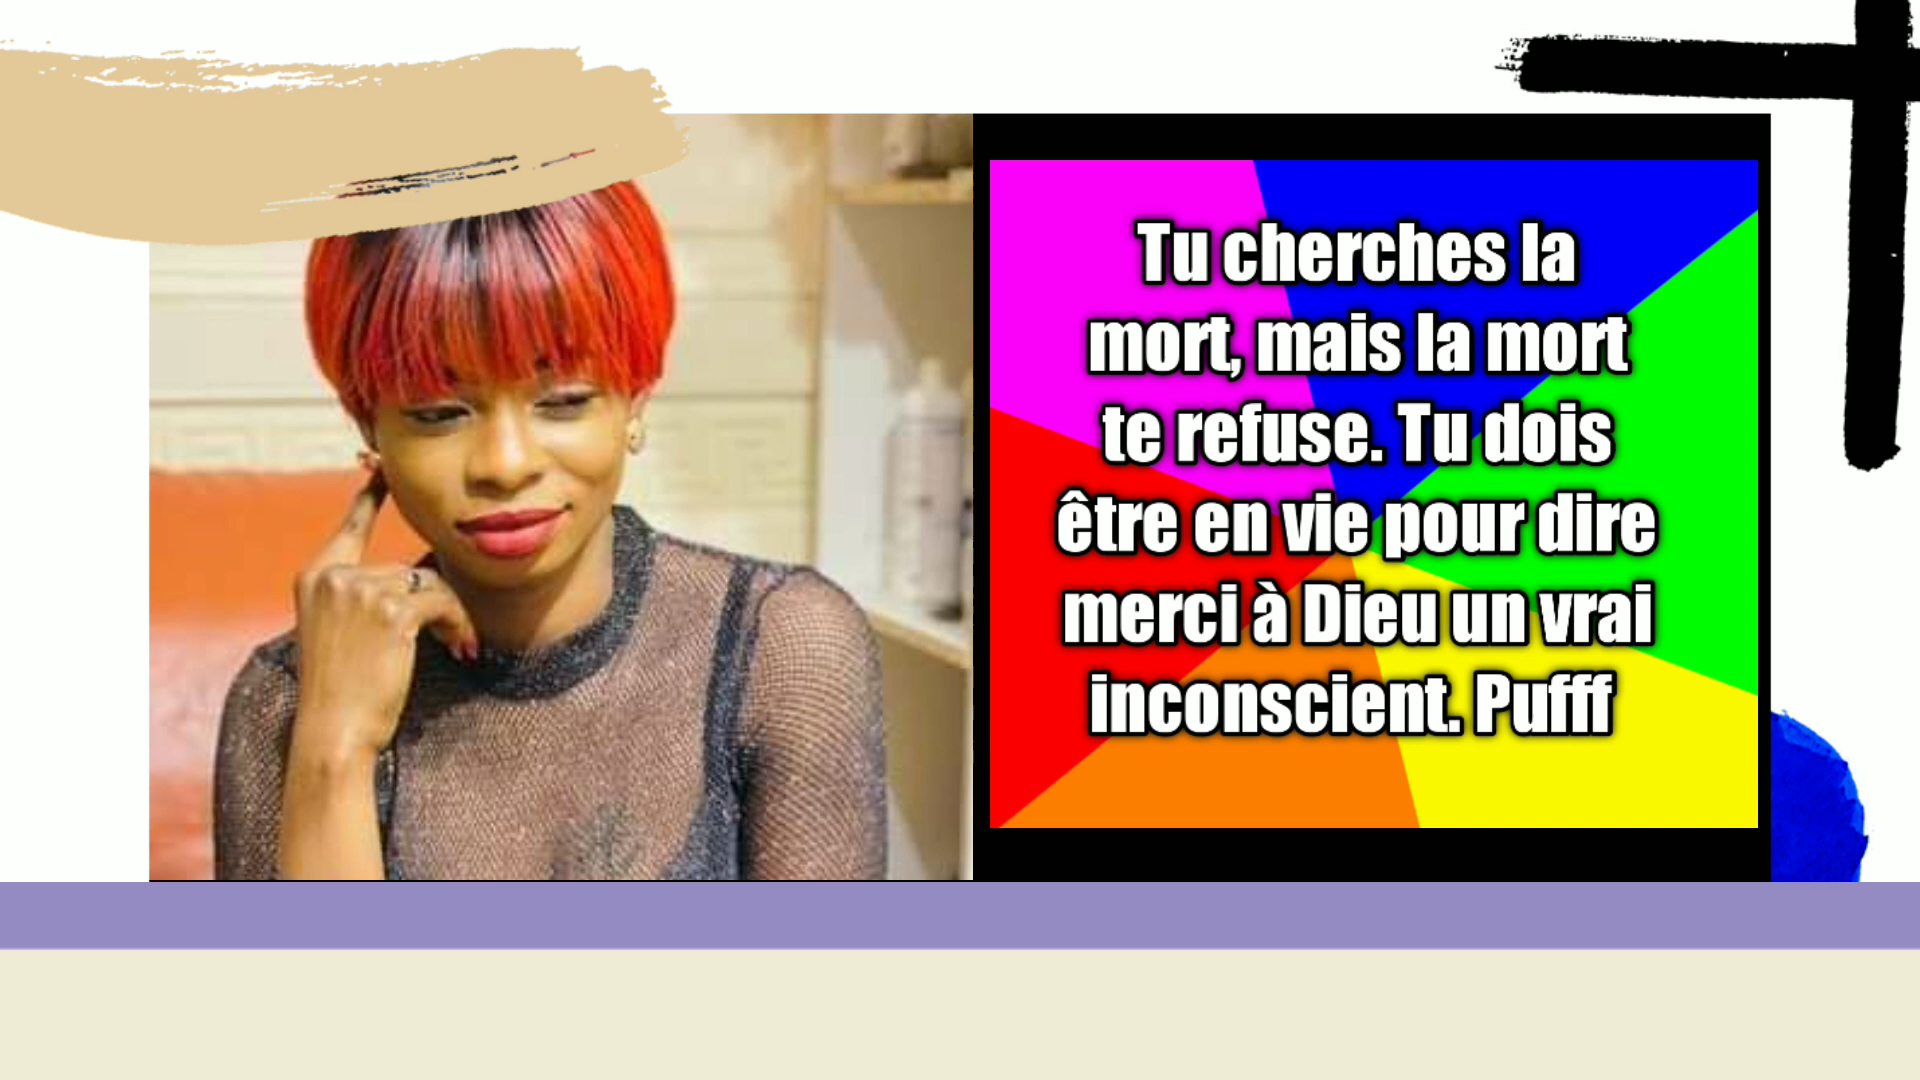 Tu cherches la
mort, mais la mort
te refuse. Tu dois
être en vie pour dire
merci à Dieu un vrai
inconscient. Pufff